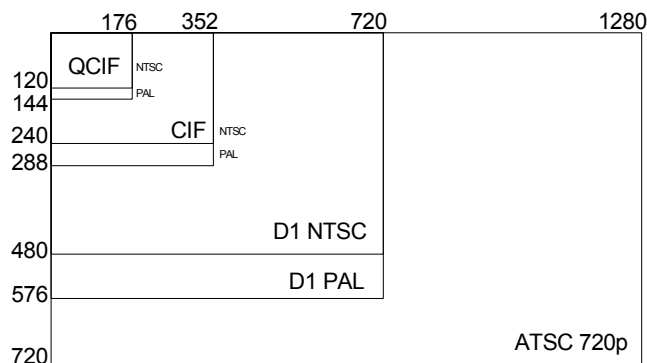 176 352 720 1280
QCIF NTSC
120
PAL
144
CIF NTSC
240
PAL
288
D1 NTSC
480
D1 PAL
576
ATSC 720p
720